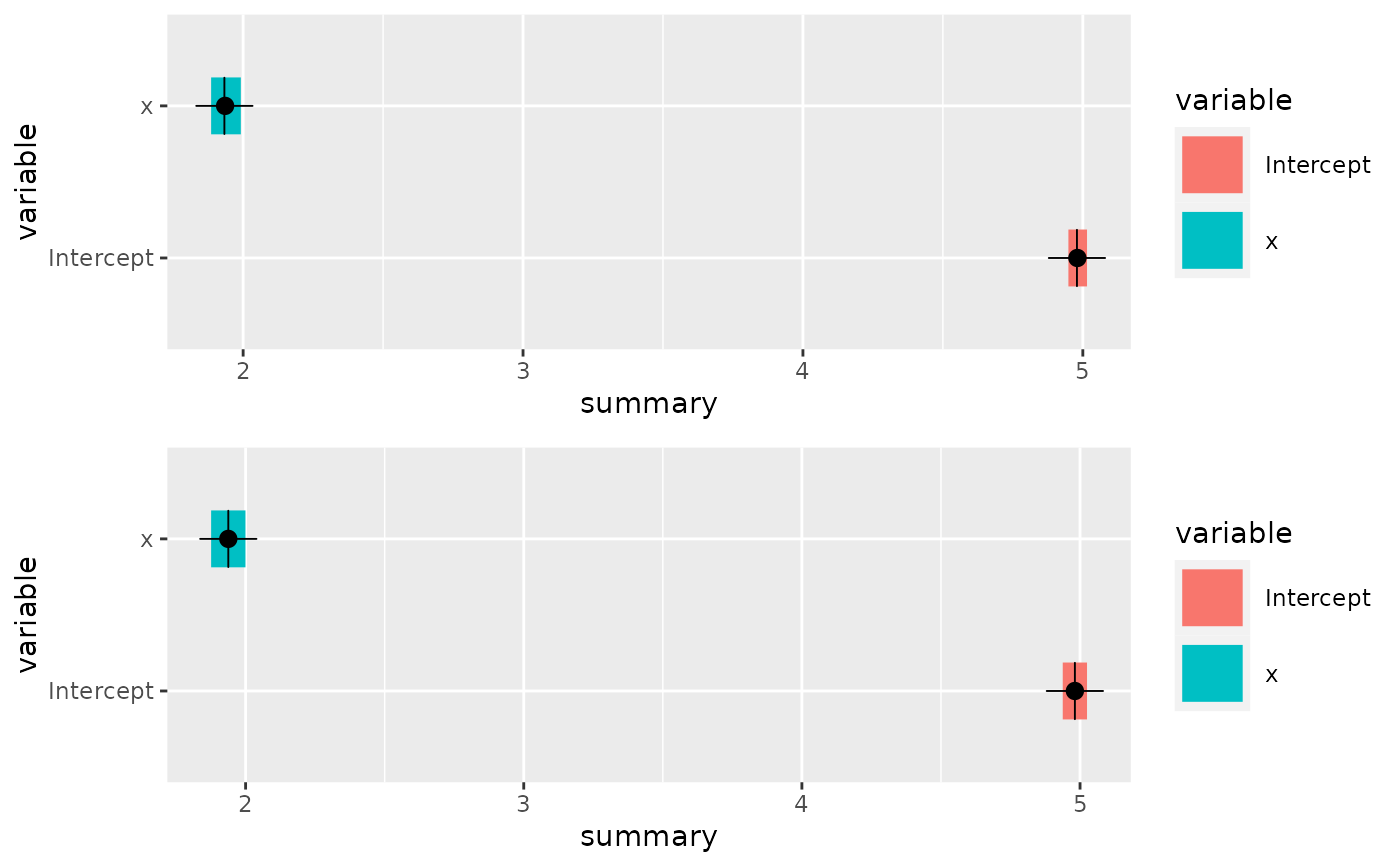 variable
x
Intercept
2 3 4 5
summary
variable
Intercept
x
variable
x
Intercept
2 3 4 5
summary
variable
Intercept
x